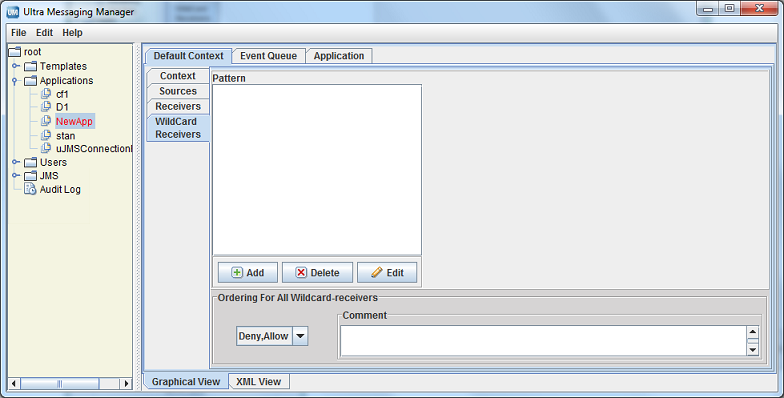 UM Ultra Messaging Manager
File Edit Help
root
Templates
Applications
cf1
D1
NewApp
stan
uJMSConnectionI
Users
JMS
Audit Log
Default Context Event Queue Application
Context
Sources
Receivers
WildCard
Receivers
Pattern
Add Delete Edit
Ordering For All Wildcard-receivers
Deny,Allow
Comment
Graphical View XML View